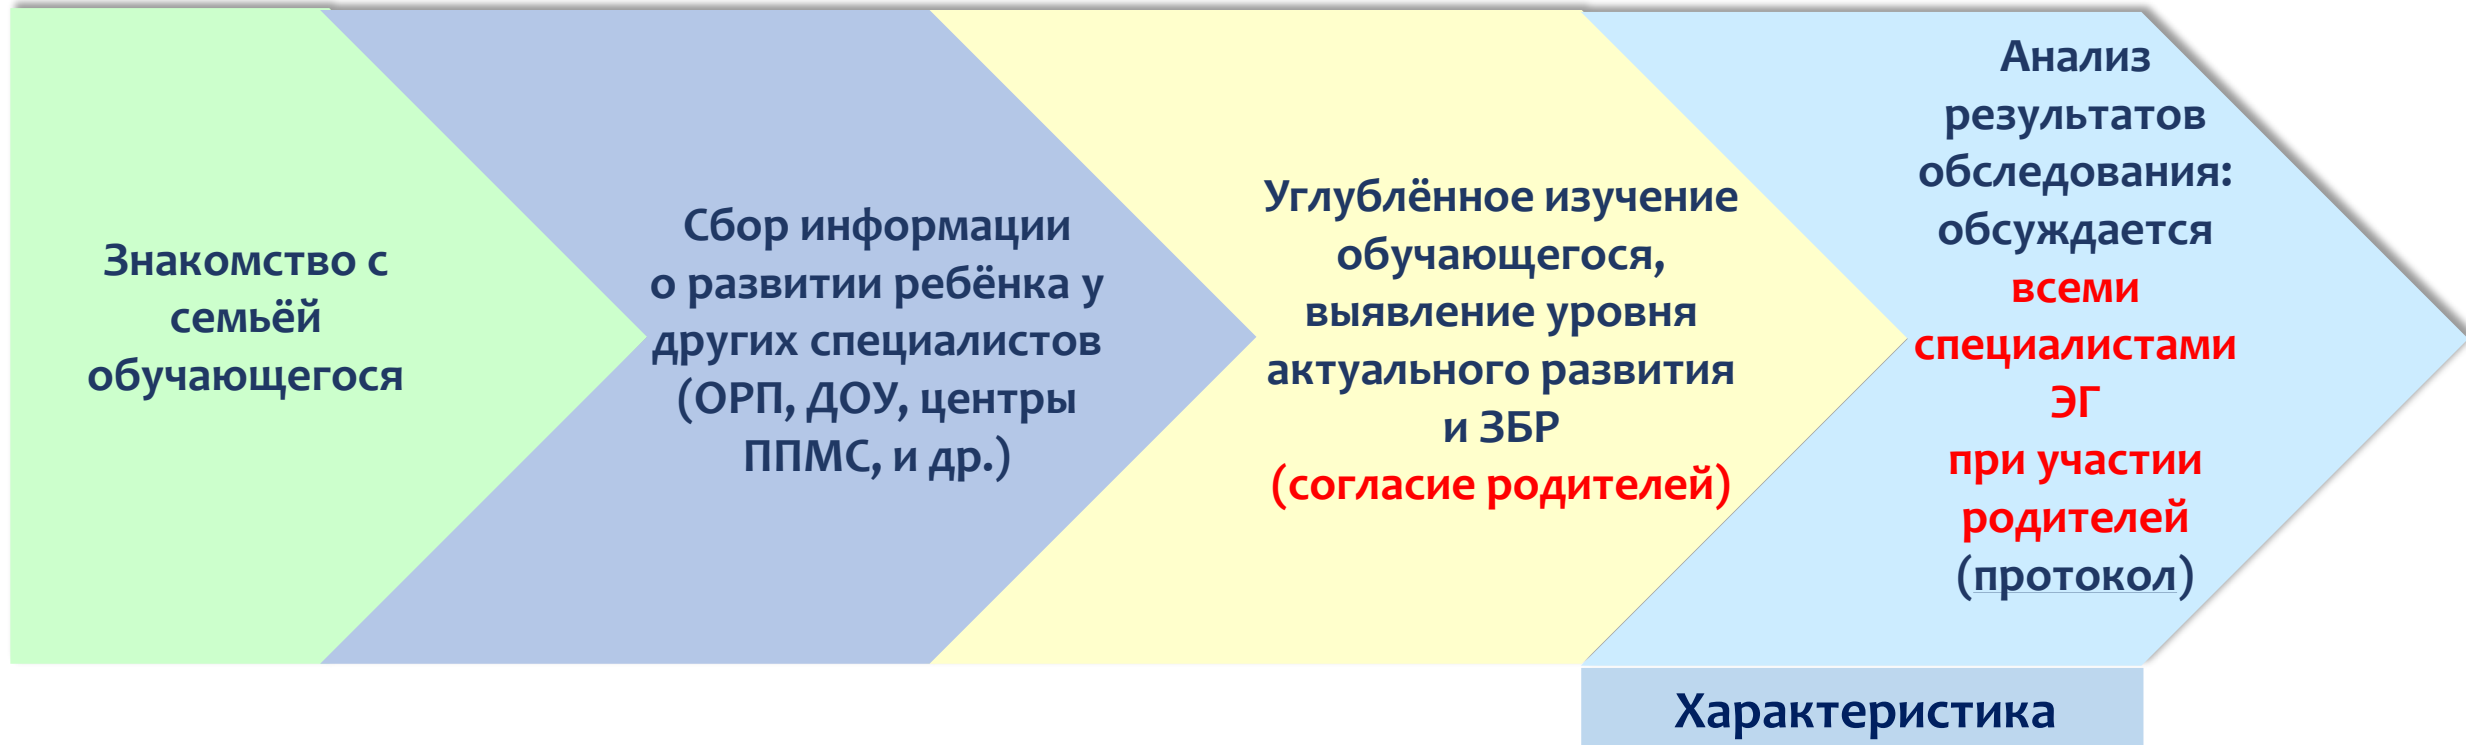 Знакомство с
семьёй
обучающегося
Сбор информации
о развитии ребёнка у
других специалистов
(ОРП, ДОУ, центры
ППМС, и др.)
Углублённое изучение
обучающегося,
выявление уровня
актуального развития
и ЗБР
(согласие родителей)
Анализ
результатов
обследования:
обсуждается
всеми
специалистами
ЭГ
при участии
родителей
(протокол)
Характеристика